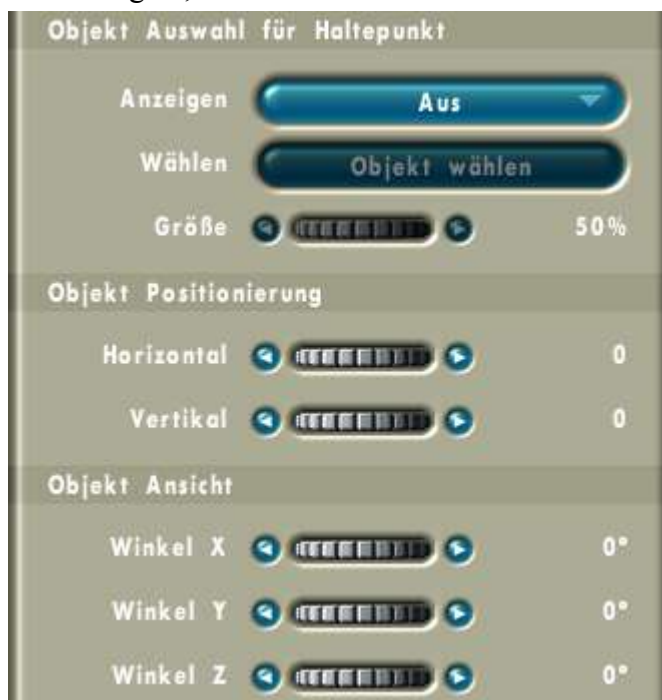 Objekt Auswahl für Haltepunkt
Anzeigen Aus
Wählen Objekt wählen
Größe 50%
Objekt Positionierung
Horizontal 0
Vertikal 0
Objekt Ansicht
Winkel X 0°
Winkel Y 0°
Winkel Z 0°